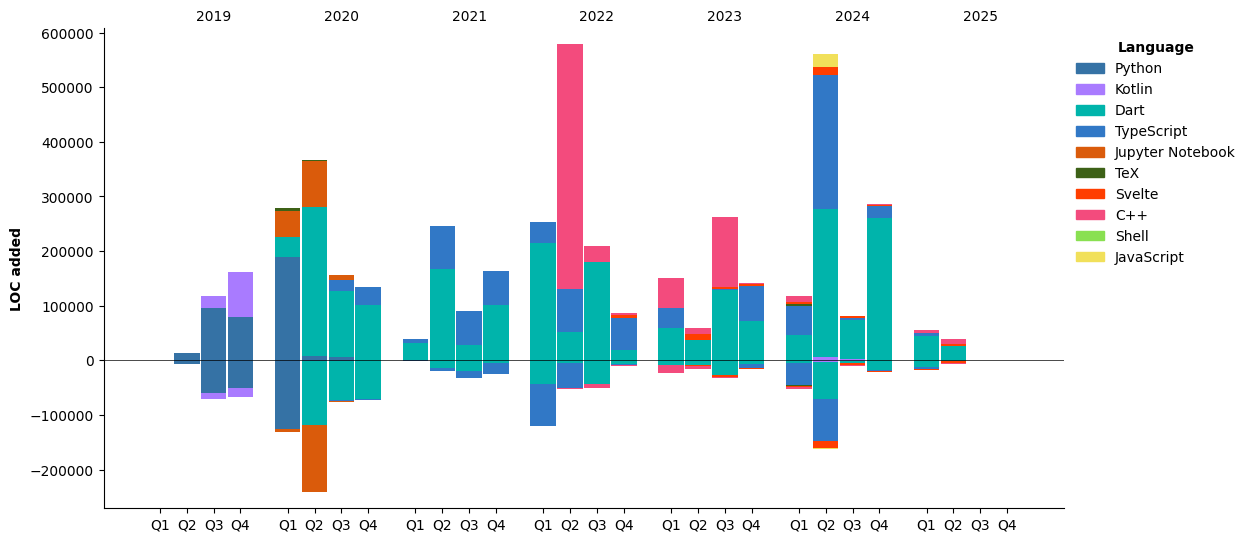 2019 2020 2021 2022 2023 2024 2025
600000
500000
400000
300000
200000
100000
0
−100000
−200000
LOC added
Q1 Q2 Q3 Q4 Q1 Q2 Q3 Q4 Q1 Q2 Q3 Q4 Q1 Q2 Q3 Q4 Q1 Q2 Q3 Q4 Q1 Q2 Q3 Q4 Q1 Q2 Q3 Q4
Language
Python
Kotlin
Dart
TypeScript
Jupyter Notebook
TeX
Svelte
C++
Shell
JavaScript